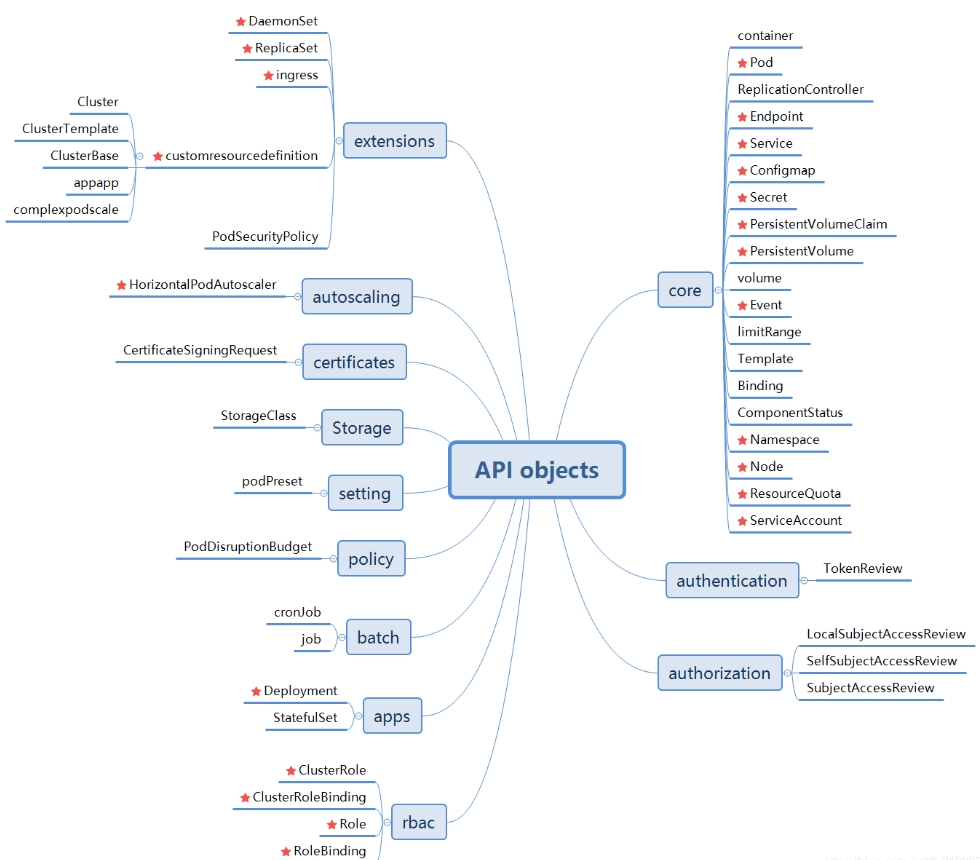 API objects
extensions
DaemonSet
ReplicaSet
ingress
customresourcedefinition
Cluster
ClusterTemplate
ClusterBase
appapp
complexpodscale
PodSecurityPolicy
autoscaling
HorizontalPodAutoscaler
certificates
CertificateSigningRequest
Storage
StorageClass
setting
podPreset
policy
PodDisruptionBudget
batch
cronJob
job
apps
Deployment
StatefulSet
rbac
ClusterRole
ClusterRoleBinding
Role
RoleBinding
core
container
Pod
ReplicationController
Endpoint
Service
Configmap
Secret
PersistentVolumeClaim
PersistentVolume
volume
Event
limitRange
Template
Binding
ComponentStatus
Namespace
Node
ResourceQuota
ServiceAccount
authentication
TokenReview
authorization
LocalSubjectAccessReview
SelfSubjectAccessReview
SubjectAccessReview